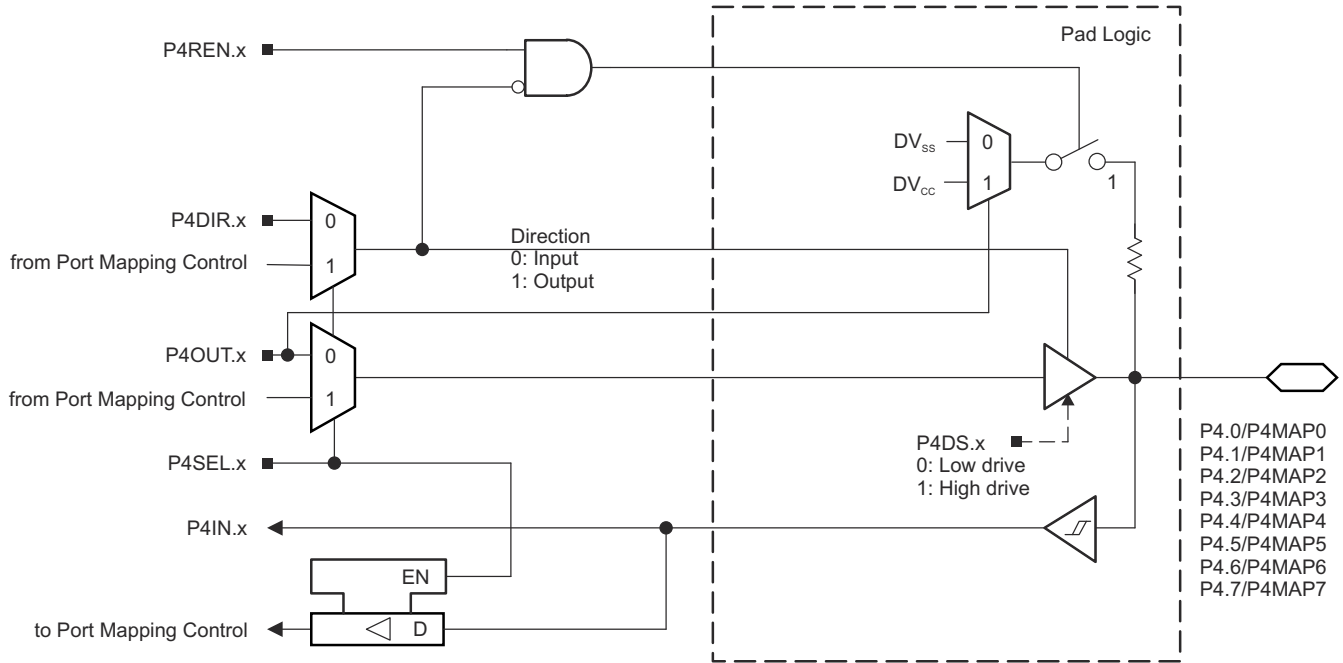 Pad Logic
P4REN.x
DVSS
0
DVCC
1
1
P4DIR.x
0
from Port Mapping Control
1
Direction
0: Input
1: Output
P4OUT.x
0
from Port Mapping Control
1
P4SEL.x
P4DS.x
0: Low drive
1: High drive
P4.0/P4MAP0
P4.1/P4MAP1
P4.2/P4MAP2
P4.3/P4MAP3
P4.4/P4MAP4
P4.5/P4MAP5
P4.6/P4MAP6
P4.7/P4MAP7
P4IN.x
EN
to Port Mapping Control
D